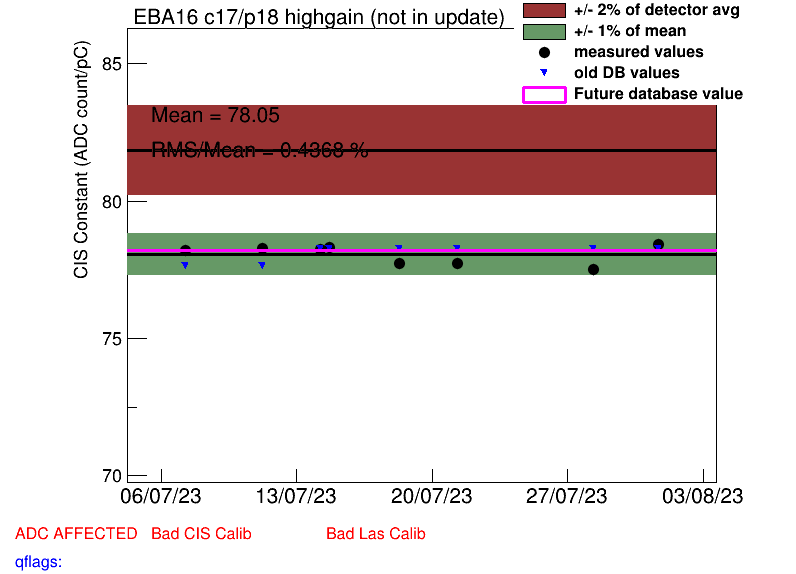 EBA16 c17/p18 highgain (not in update)
+/- 2% of detector avg
+/- 1% of mean
measured values
old DB values
Future database value
CIS Constant (ADC count/pC)
85
80
75
70
Mean = 78.05
RMS/Mean = 0.4368 %
06/07/23 13/07/23 20/07/23 27/07/23 03/08/23
ADC AFFECTED Bad CIS Calib Bad Las Calib
qflags: